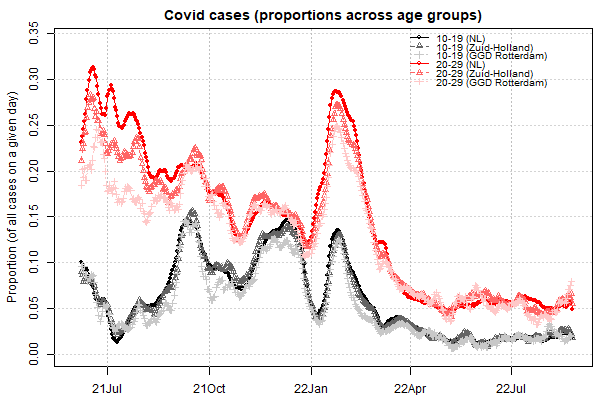 Covid cases (proportions across age groups)
Proportion (of all cases on a given day)
0.35
0.30
0.25
0.20
0.15
0.10
0.05
0.00
10-19 (NL)
10-19 (Zuid-Holland)
10-19 (GGD Rotterdam)
20-29 (NL)
20-29 (Zuid-Holland)
20-29 (GGD Rotterdam)
21Jul
21Oct
22Jan
22Apr
22Jul